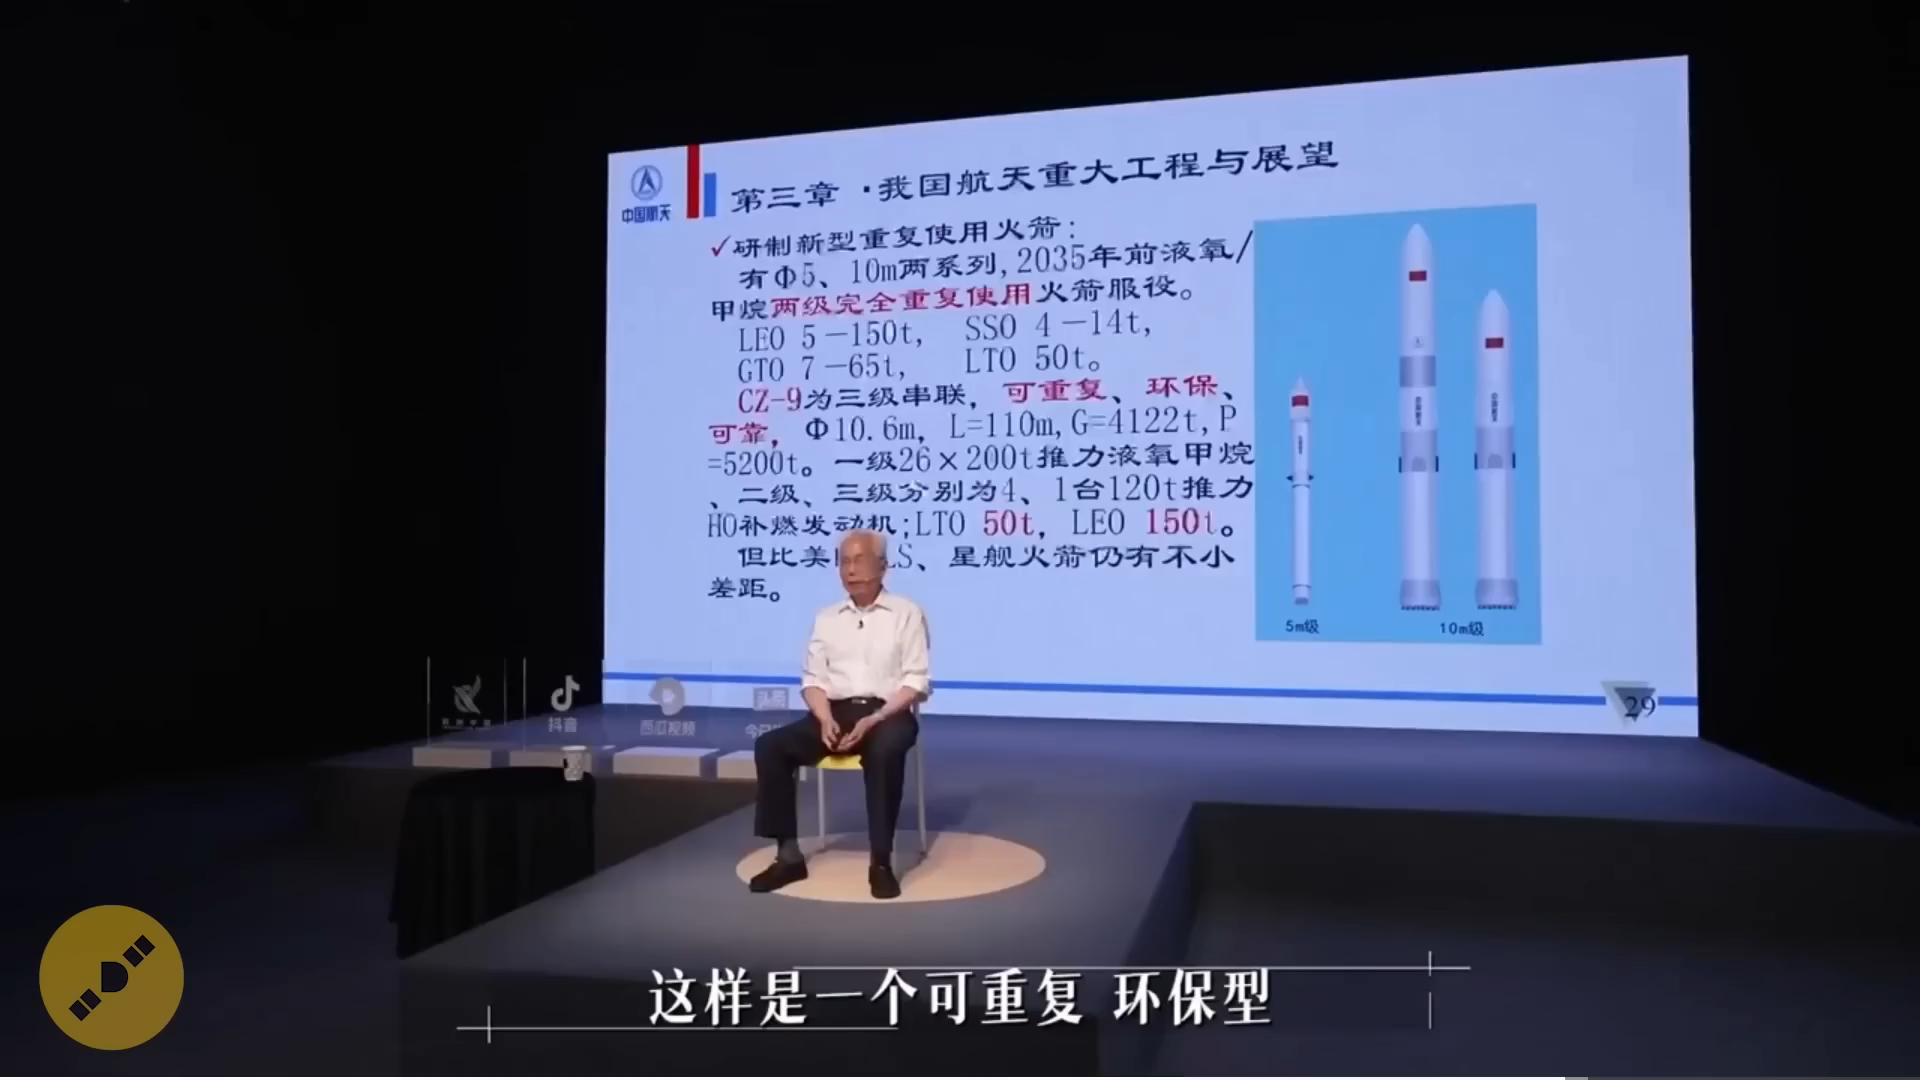 中国航天
第三章·我国航天重大工程与展望
✓研制新型重复使用火箭:
有Φ5、10m两系列,2035年前液氧/
甲烷两级完全重复使用火箭服役。
LEO 5—150t, SSO 4—14t,
GTO 7—65t, LTO 50t。
CZ-9为三级串联，可重复、环保、
可靠，Φ10.6m, L=110m,G=4122t,P
=5200t。一级26×200t推力液氧甲烷
、二级、三级分别为4、1台120t推力
HO补燃发动机;LTO 50t, LEO 150t。
但比美 LS、星舰火箭仍有不小
差距。
5m级
10m级
29
抖音
西瓜视频
头条
D
这样是一个可重复 环保型